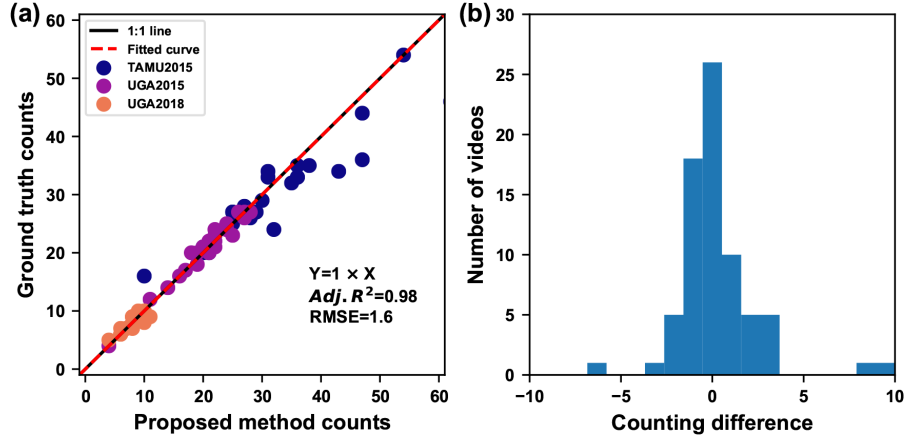 (a)
1:1 line
Fitted curve
TAMU2015
UGA2015
UGA2018
Y=1 × X
Adj. R²=0.98
RMSE=1.6
60
50
40
30
20
10
0
Ground truth counts
0 10 20 30 40 50 60
Proposed method counts
(b)
30
25
20
15
10
5
0
Number of videos
−10 −5 0 5 10
Counting difference